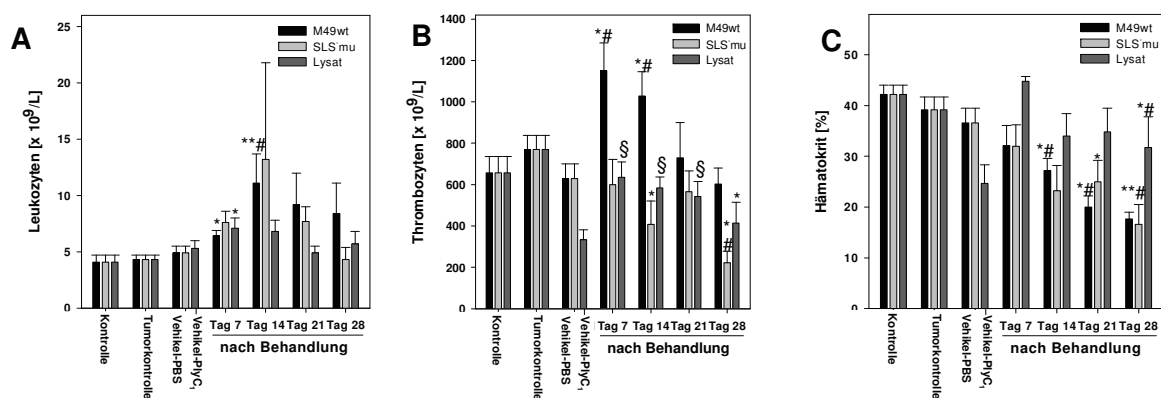 A
Leukozyten [x 10⁹/L]
25
20
15
10
5
0
M49wt
SLS⁻mu
Lysat
*
*
**#
Kontrolle
Tumorkontrolle
Vehikel-PBS
Vehikel-PlyC₁
Tag 7
Tag 14
Tag 21
Tag 28
nach Behandlung
B
Thrombozyten [x 10⁹/L]
1400
1200
1000
800
600
400
200
0
M49wt
SLS⁻mu
Lysat
*#
§
*#
*
§
§
*
#
*
Kontrolle
Tumorkontrolle
Vehikel-PBS
Vehikel-PlyC₁
Tag 7
Tag 14
Tag 21
Tag 28
nach Behandlung
C
Hämatokrit [%]
50
40
30
20
10
0
M49wt
SLS⁻mu
Lysat
*#
*#
*
**#
*#
Kontrolle
Tumorkontrolle
Vehikel-PBS
Vehikel-PlyC₁
Tag 7
Tag 14
Tag 21
Tag 28
nach Behandlung